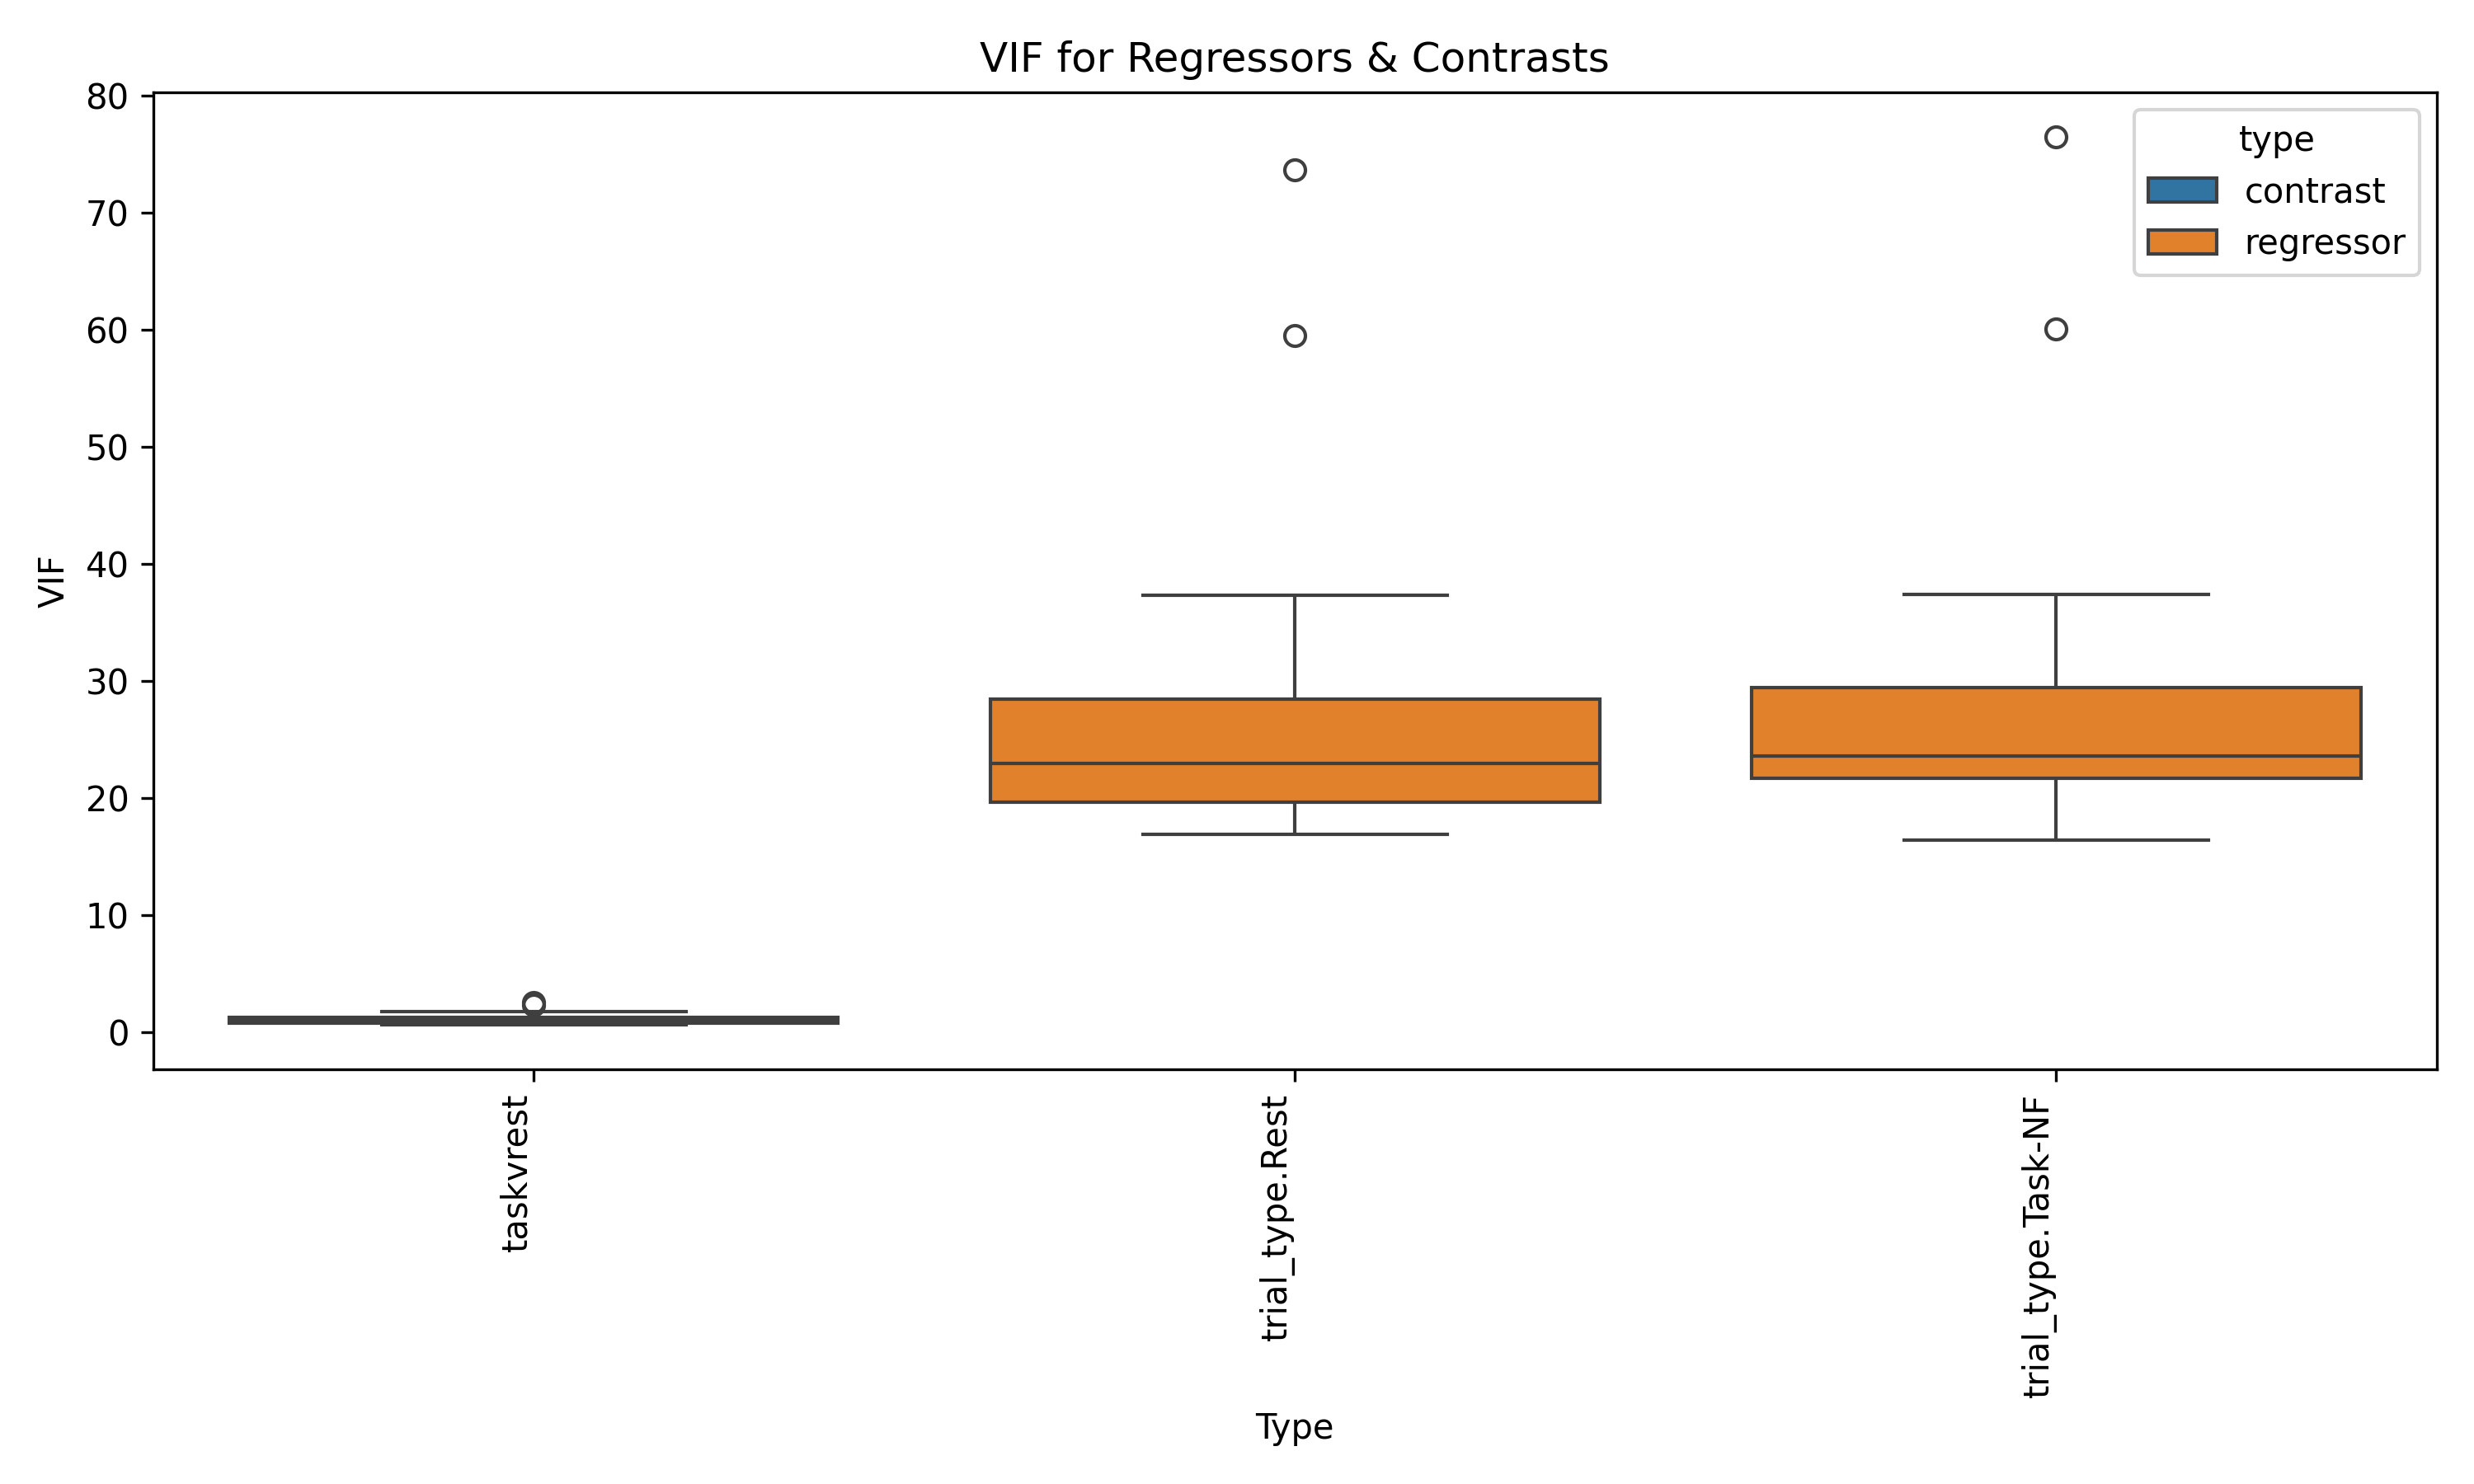 VIF for Regressors & Contrasts
80
70
60
50
40
30
20
10
0
VIF
type
contrast
regressor
taskvrest
trial_type.Rest
trial_type.Task-NF
Type